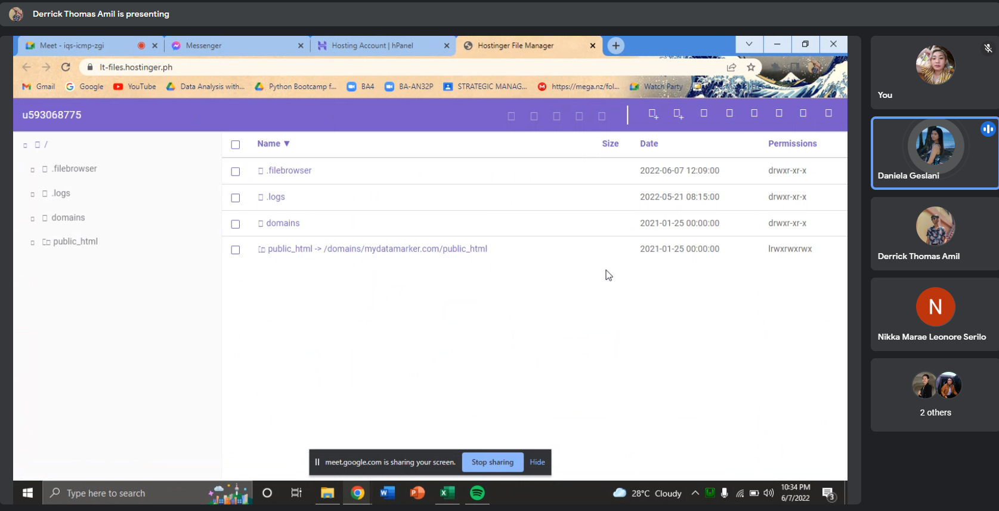 Derrick Thomas Amil is presenting
Meet - iqs-icmp-zgi
Messenger
Hosting Account | hPanel
Hostinger File Manager
lt-files.hostinger.ph
Gmail
Google
YouTube
Data Analysis with...
Python Bootcamp f...
BA4
BA-AN32P
STRATEGIC MANAG...
https://mega.nz/fol...
Watch Party
u593068775
/
.filebrowser
.logs
domains
public_html
Name ▼ Size Date Permissions
.filebrowser 2022-06-07 12:09:00 drwxr-xr-x
.logs 2022-05-21 08:15:00 drwxr-xr-x
domains 2021-01-25 00:00:00 drwxr-xr-x
public_html -> /domains/mydatamarker.com/public_html 2021-01-25 00:00:00 lrwxrwxrwx
meet.google.com is sharing your screen.
Stop sharing
Hide
Type here to search
28°C Cloudy
10:34 PM
6/7/2022
3
You
Daniela Geslani
Derrick Thomas Amil
N
Nikka Marae Leonore Serilo
2 others